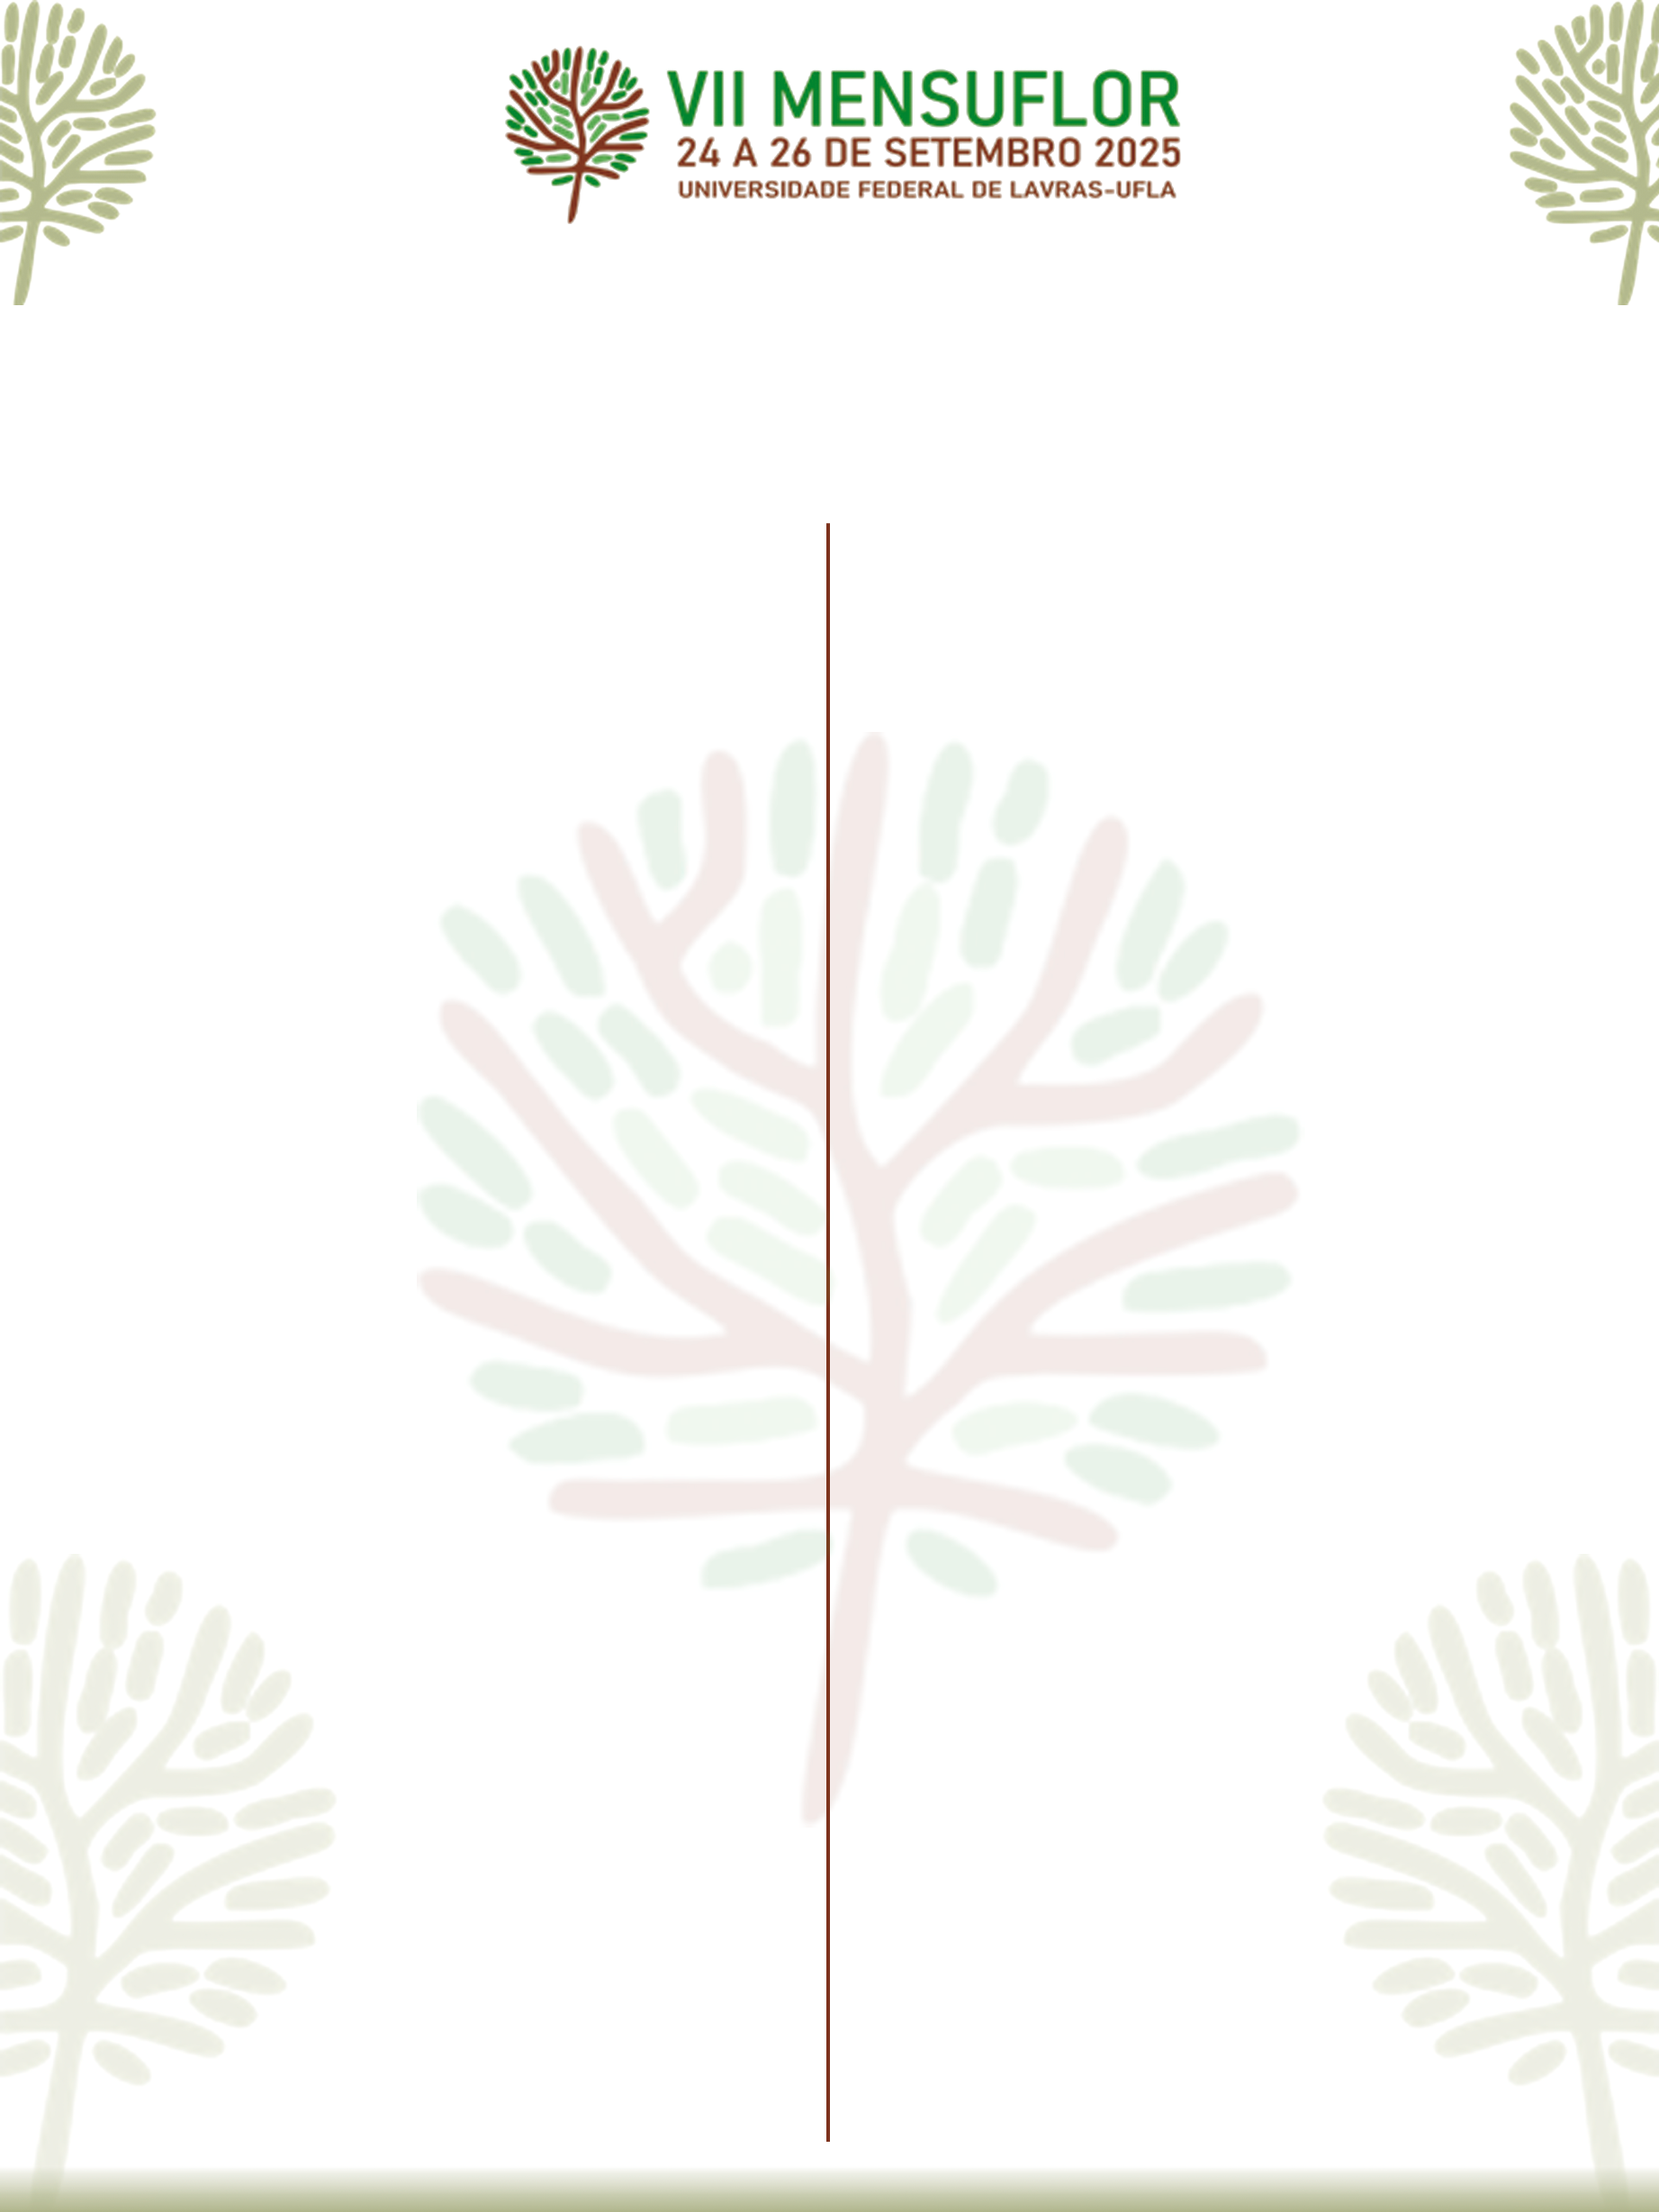 VII MENSUFLOR
24 A 26 DE SETEMBRO 2025
UNIVERSIDADE FEDERAL DE LAVRAS-UFLA